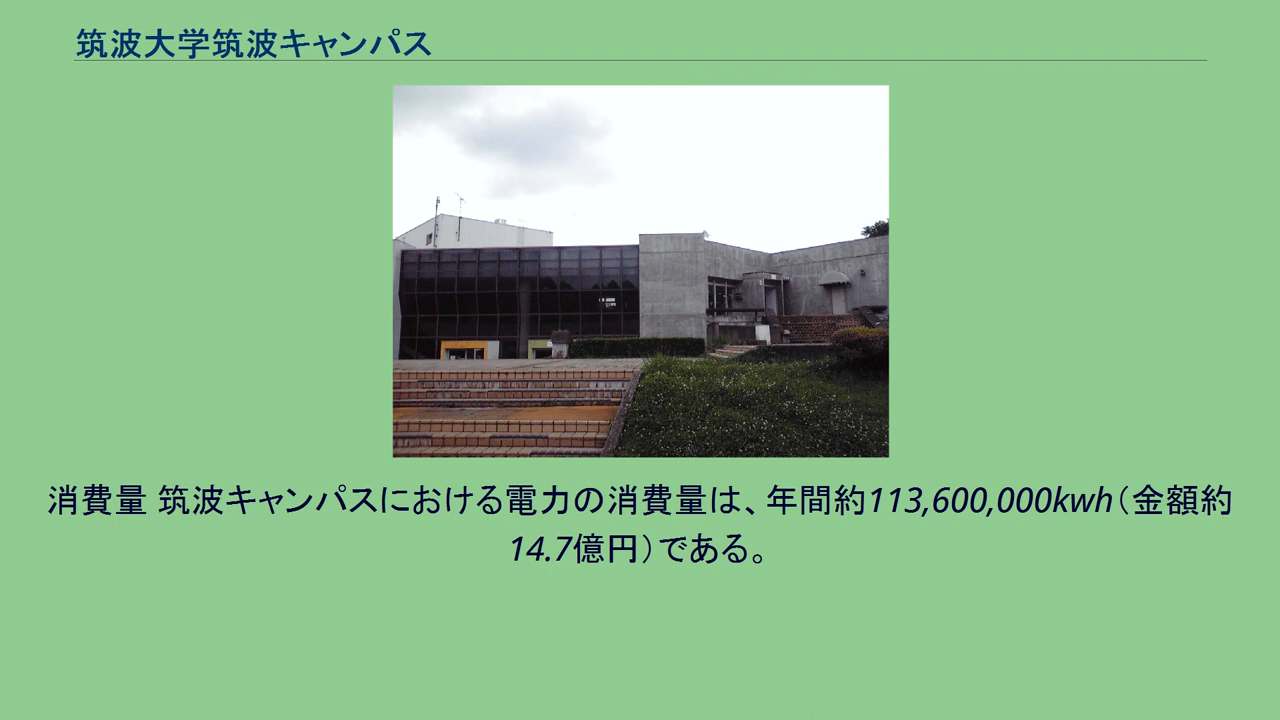 筑波大学筑波キャンパス
消費量 筑波キャンパスにおける電力の消費量は、年間約113,600,000kwh（金額約
14.7億円）である。